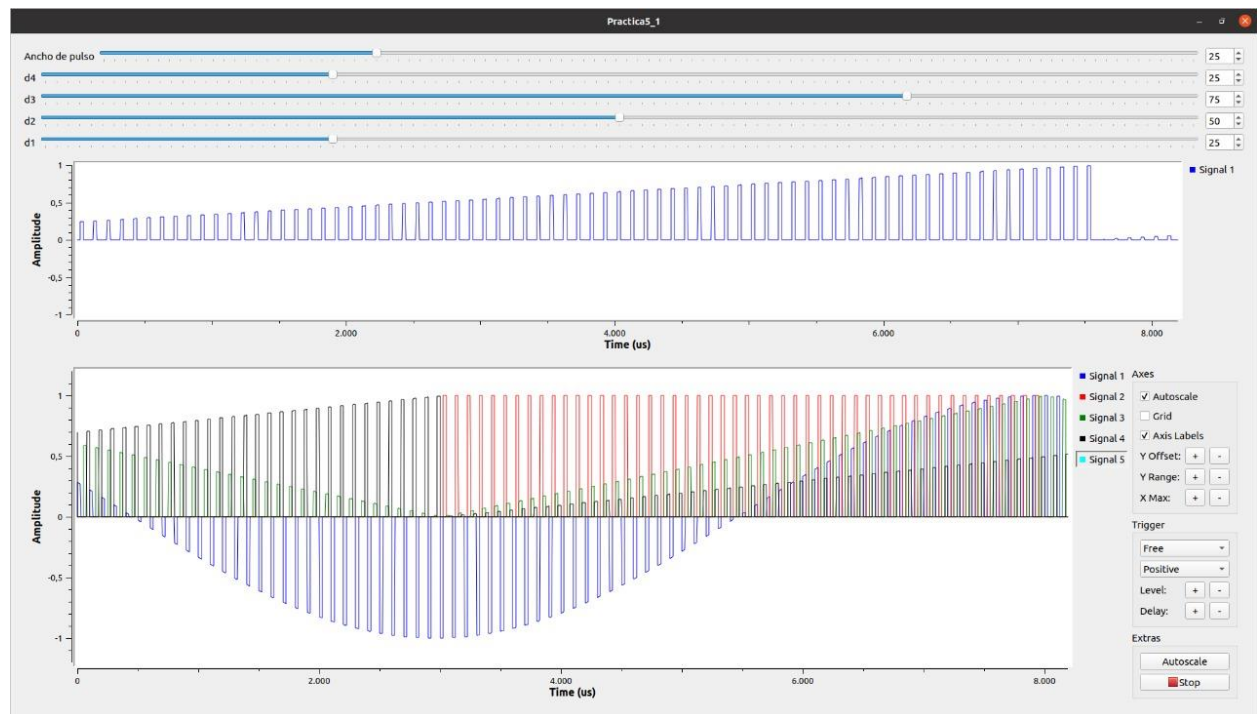 Practica5_1
Ancho de pulso 25
d4 25
d3 75
d2 50
d1 25
Signal 1
1
0,5
0
-0,5
-1
Amplitude
0 2.000 4.000 6.000 8.000
Time (us)
Signal 1
Signal 2
Signal 3
Signal 4
Signal 5
1
0,5
0
-0,5
-1
Amplitude
0 2.000 4.000 6.000 8.000
Time (us)
Axes
Autoscale
Grid
Axis Labels
Y Offset: + -
Y Range: + -
X Max: + -
Trigger
Free
Positive
Level: + -
Delay: + -
Extras
Autoscale
Stop